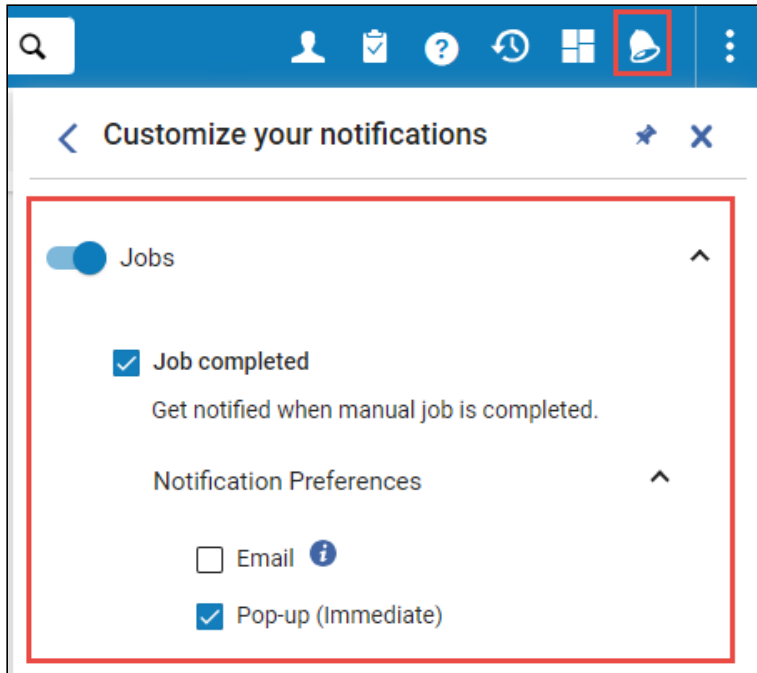 Customize your notifications
Jobs
Job completed
Get notified when manual job is completed.
Notification Preferences
Email
Pop-up (Immediate)